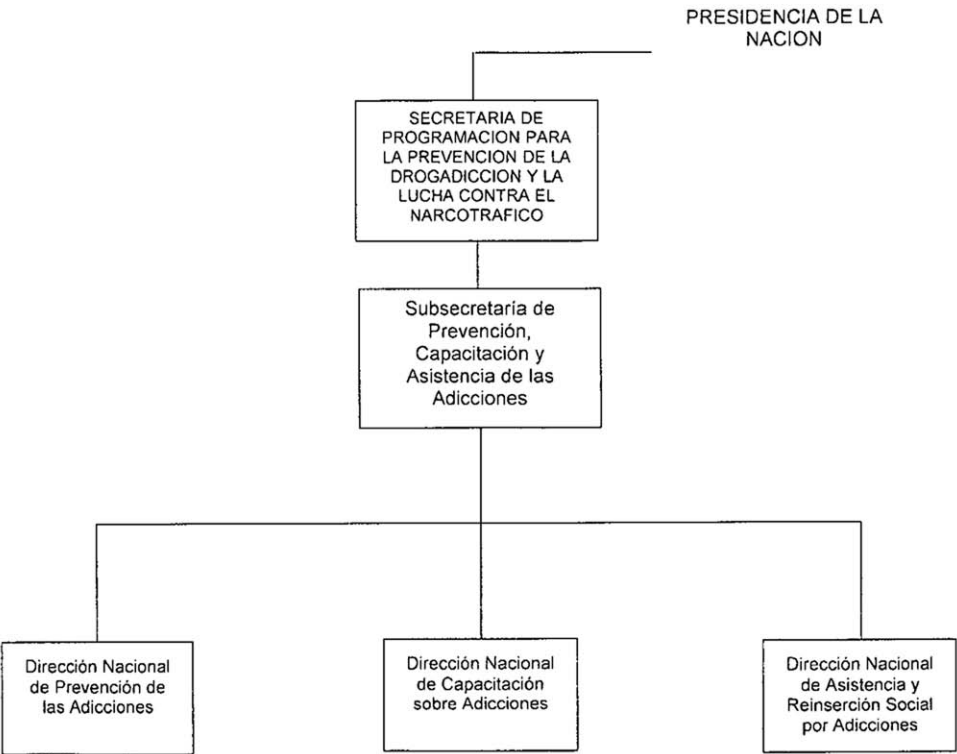 PRESIDENCIA DE LA
NACION
SECRETARIA DE
PROGRAMACION PARA
LA PREVENCION DE LA
DROGADICCION Y LA
LUCHA CONTRA EL
NARCOTRAFICO
Subsecretaría de
Prevención,
Capacitación y
Asistencia de las
Adicciones
Dirección Nacional
de Prevención de
las Adicciones
Dirección Nacional
de Capacitación
sobre Adicciones
Dirección Nacional
de Asistencia y
Reinserción Social
por Adicciones